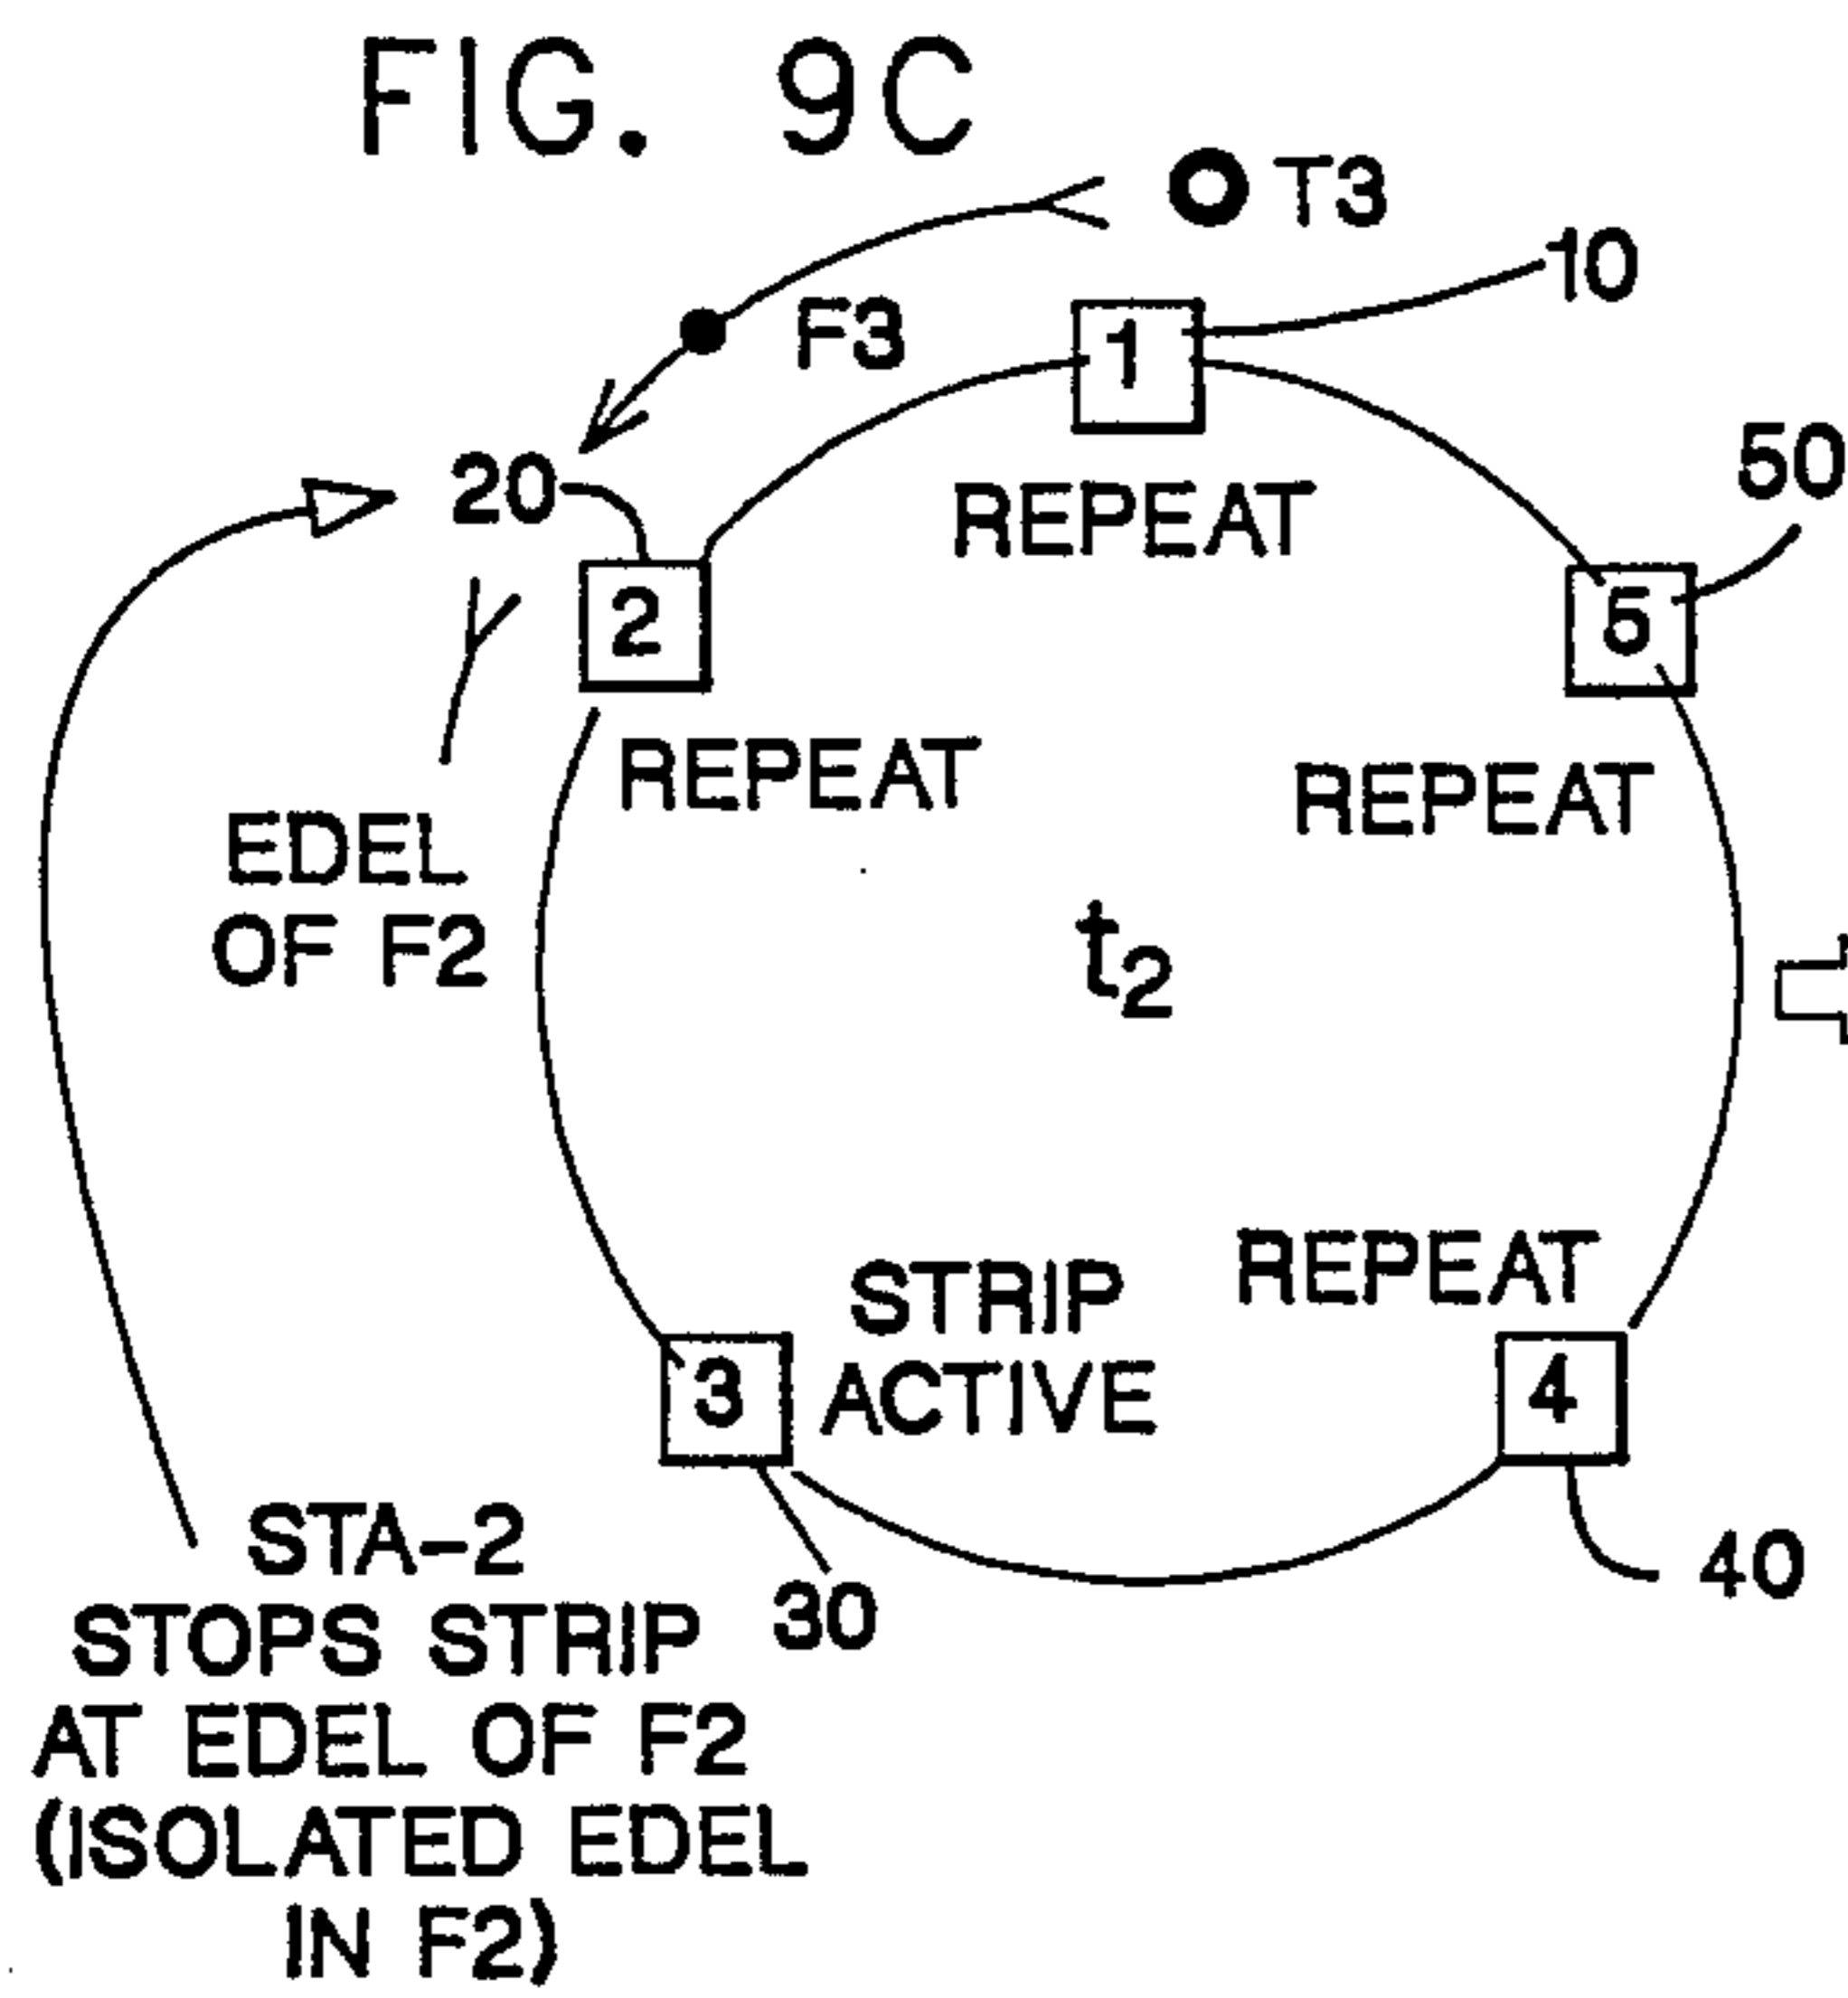 FIG. 9C
T3
10
F3
1
50
20
REPEAT
2
5
REPEAT
REPEAT
EDEL
OF F2
t2
REPEAT
STRIP
ACTIVE
3
4
STA-2
STOPS STRIP
AT EDEL OF F2
(ISOLATED EDEL
IN F2)
30
40